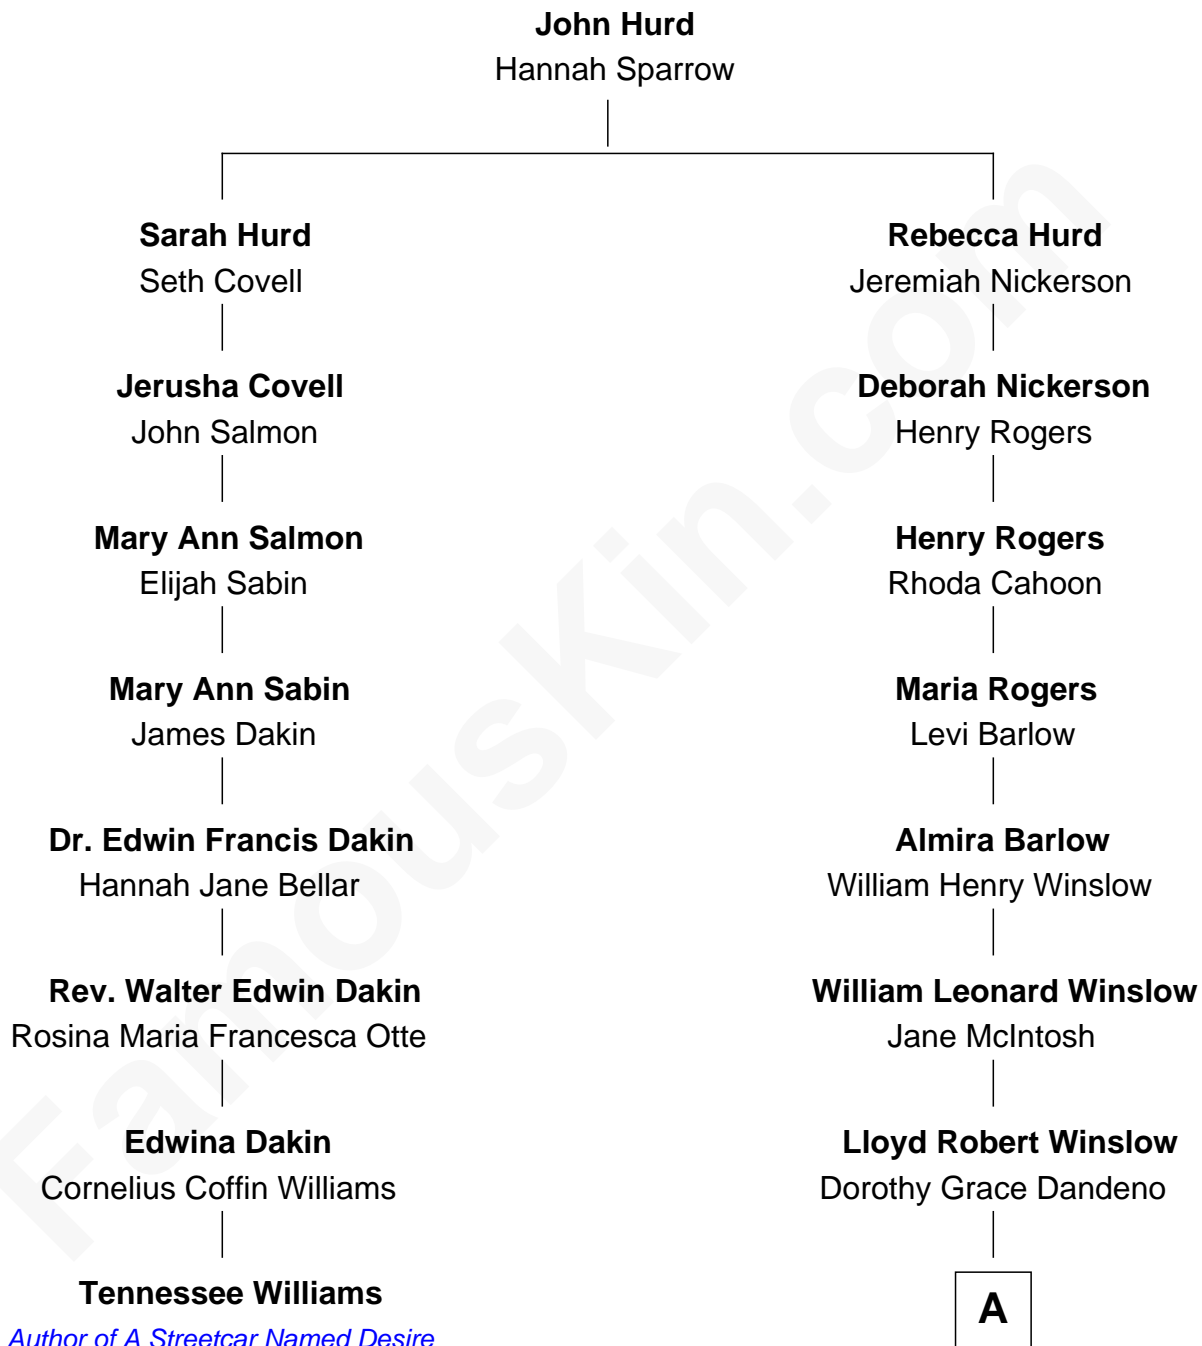 John Hurd
Hannah Sparrow
Sarah Hurd
Seth Covell
Rebecca Hurd
Jeremiah Nickerson
Jerusha Covell
John Salmon
Deborah Nickerson
Henry Rogers
Mary Ann Salmon
Elijah Sabin
Henry Rogers
Rhoda Cahoon
Mary Ann Sabin
James Dakin
Maria Rogers
Levi Barlow
Dr. Edwin Francis Dakin
Hannah Jane Bellar
Almira Barlow
William Henry Winslow
Rev. Walter Edwin Dakin
Rosina Maria Francesca Otte
William Leonard Winslow
Jane McIntosh
Edwina Dakin
Cornelius Coffin Williams
Lloyd Robert Winslow
Dorothy Grace Dandeno
Tennessee Williams
Author of A Streetcar Named Desire
A
FamousKin.com